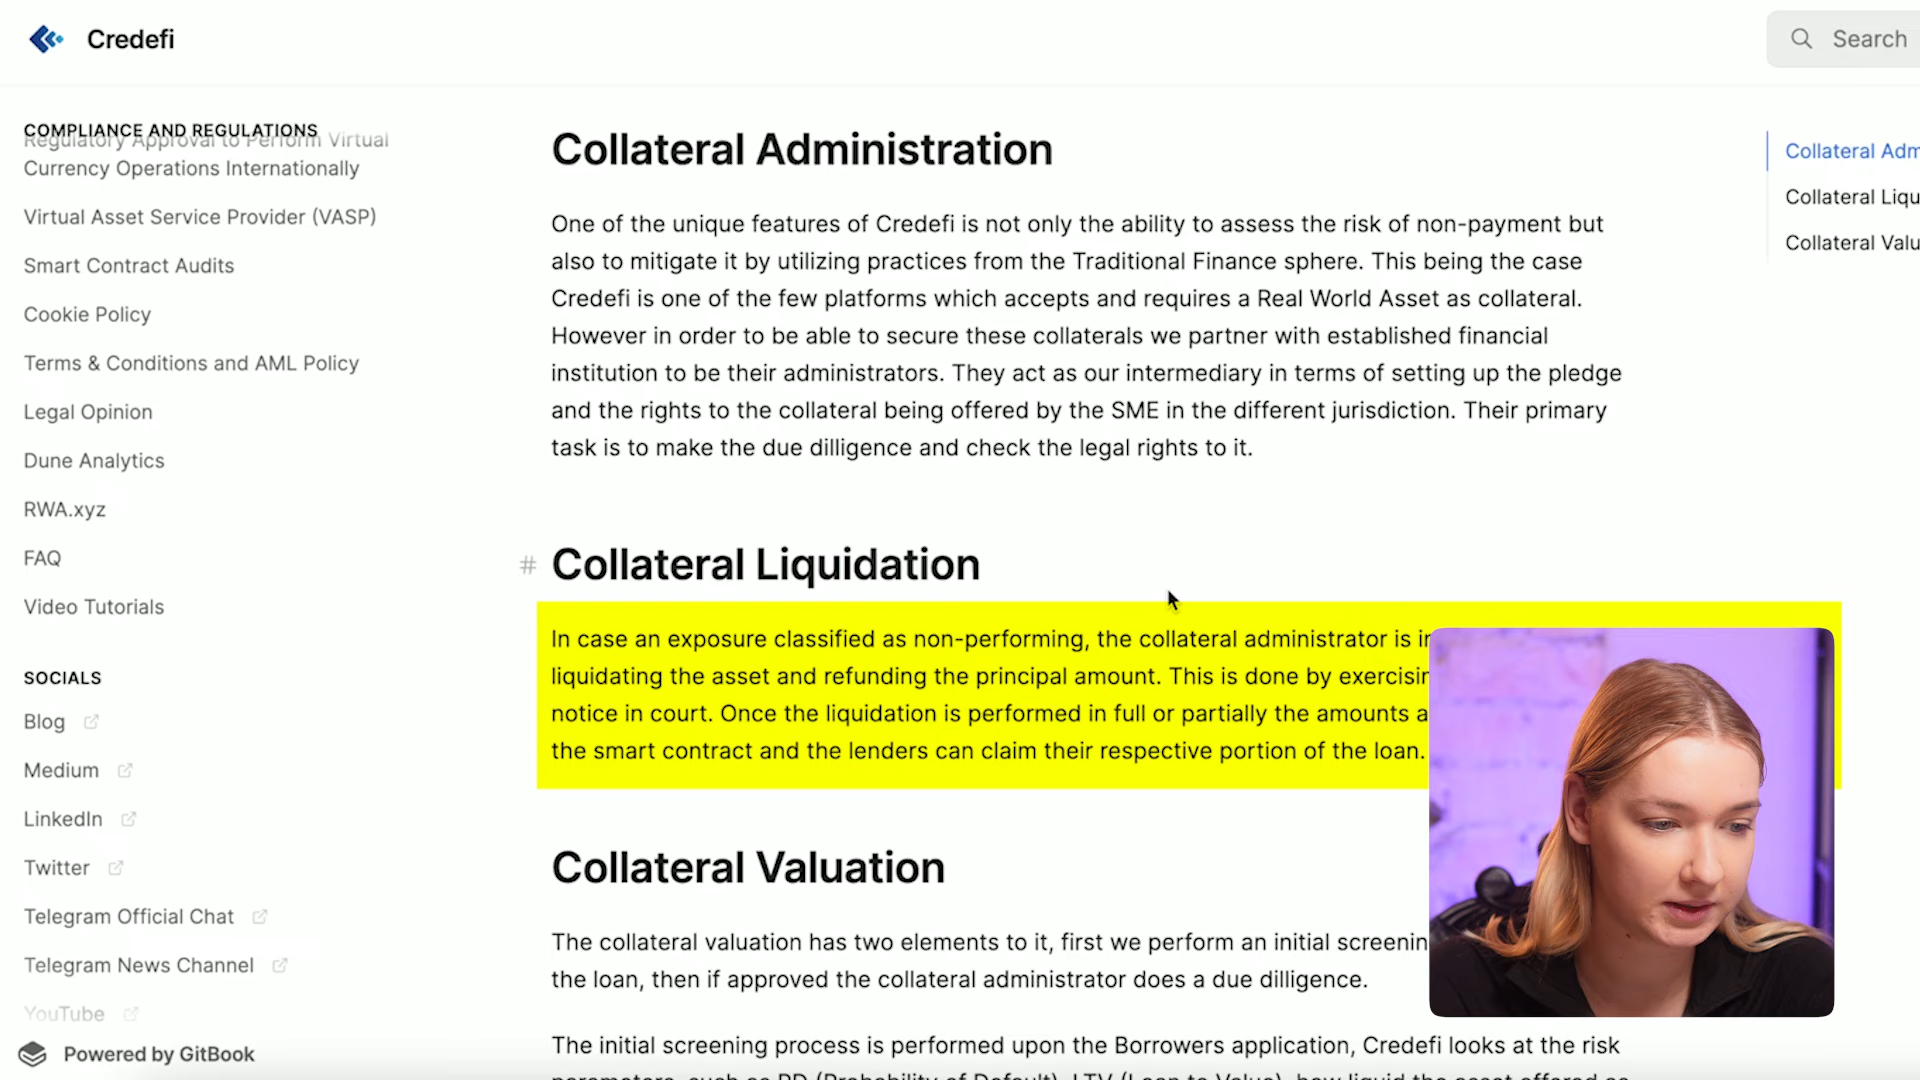 Credefi
Search
COMPLIANCE AND REGULATIONS
Regulatory Approval to Perform Virtual
Currency Operations Internationally
Virtual Asset Service Provider (VASP)
Smart Contract Audits
Cookie Policy
Terms & Conditions and AML Policy
Legal Opinion
Dune Analytics
RWA.xyz
FAQ
Video Tutorials
SOCIALS
Blog
Medium
LinkedIn
Twitter
Telegram Official Chat
Telegram News Channel
YouTube
Powered by GitBook
Collateral Administration
One of the unique features of Credefi is not only the ability to assess the risk of non-payment but
also to mitigate it by utilizing practices from the Traditional Finance sphere. This being the case
Credefi is one of the few platforms which accepts and requires a Real World Asset as collateral.
However in order to be able to secure these collaterals we partner with established financial
institution to be their administrators. They act as our intermediary in terms of setting up the pledge
and the rights to the collateral being offered by the SME in the different jurisdiction. Their primary
task is to make the due dilligence and check the legal rights to it.
# Collateral Liquidation
In case an exposure classified as non-performing, the collateral administrator is
liquidating the asset and refunding the principal amount. This is done by
notice in court. Once the liquidation is performed in full or partially the amounts
the smart contract and the lenders can claim their respective portion of the loan.
Collateral Valuation
The collateral valuation has two elements to it, first we perform an initial
the loan, then if approved the collateral administrator does a due dilligence.
The initial screening process is performed upon the Borrowers application, Credefi looks at the risk
Collateral
Collateral
Collateral